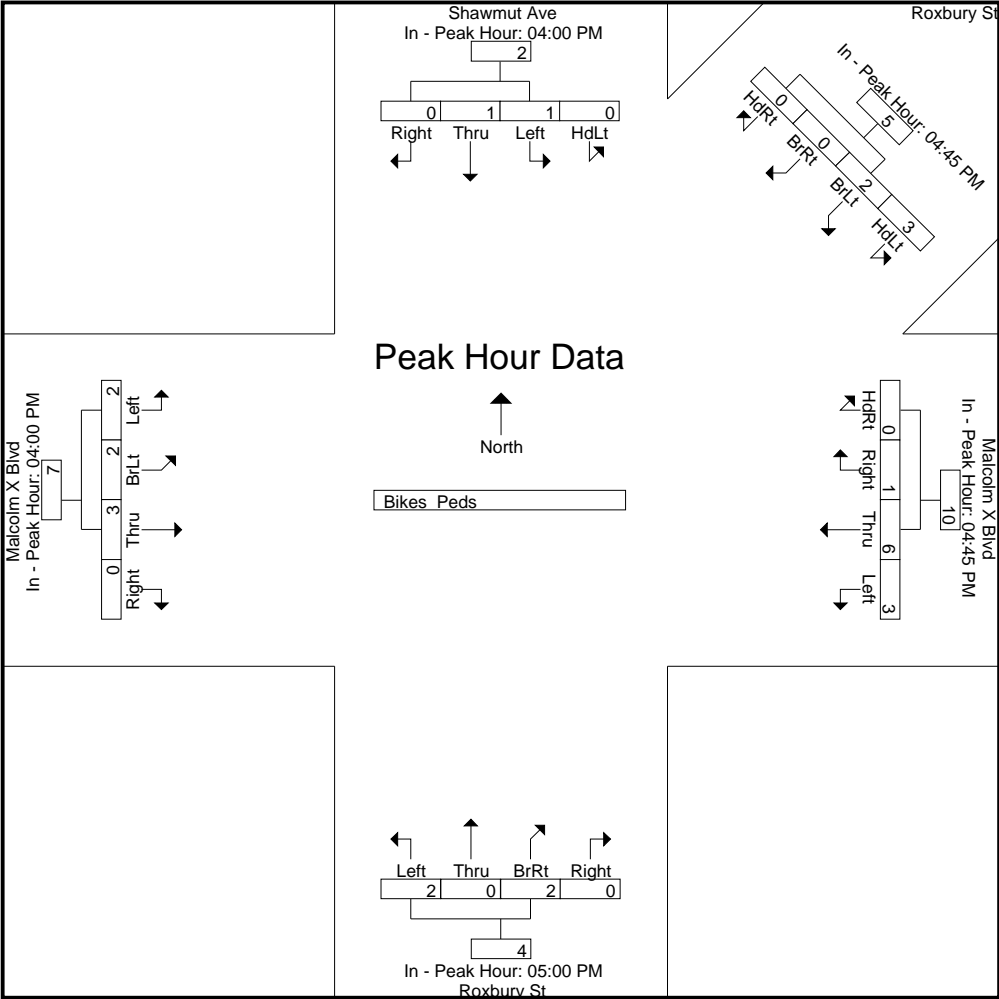 Shawmut Ave
In - Peak Hour: 04:00 PM
2
0 1 1 0
Right Thru Left HdLt
Roxbury St
In - Peak Hour: 04:45 PM
5
0 0 2 3
HdRt BrRt BrLt HdLt
Peak Hour Data
North
Bikes Peds
Malcolm X Blvd
In - Peak Hour: 04:00 PM
7
2 2 3 0
Left BrLt Thru Right
Malcolm X Blvd
In - Peak Hour: 04:45 PM
10
0 1 6 3
HdRt Right Thru Left
Left Thru BrRt Right
2 0 2 0
4
In - Peak Hour: 05:00 PM
Roxbury St